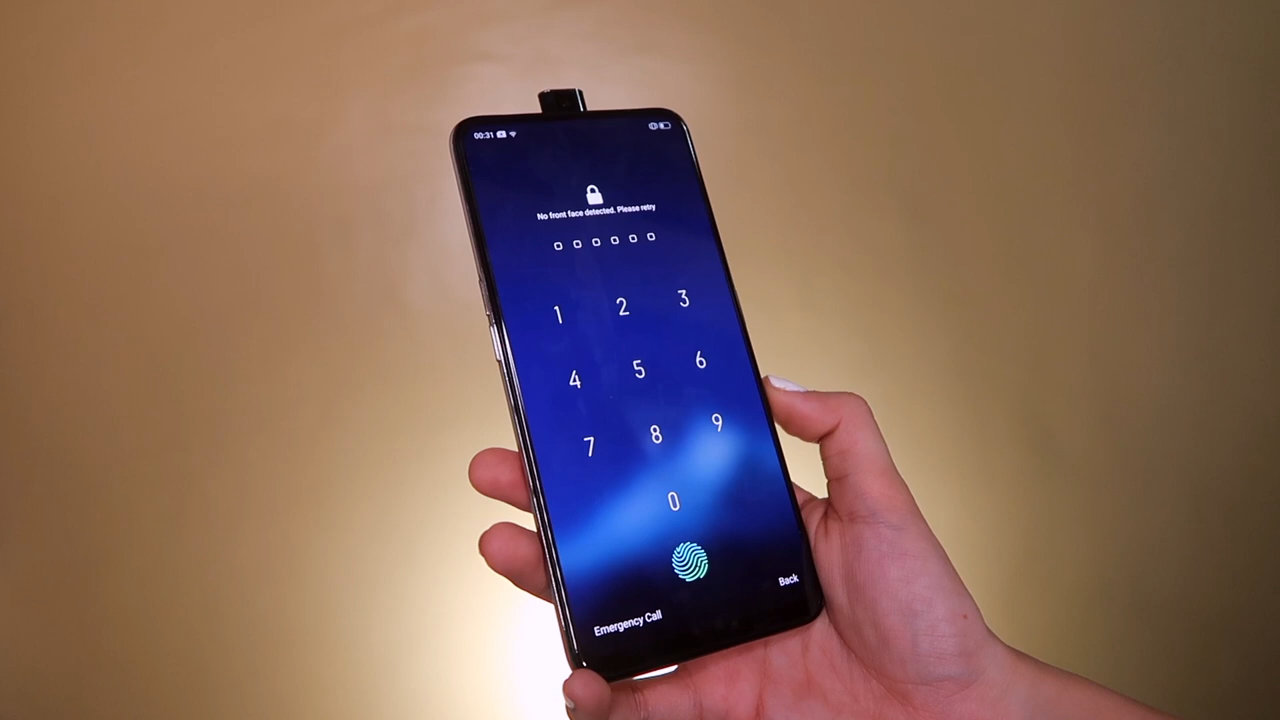 00:31
No front face detected. Please retry
1 2 3
4 5 6
7 8 9
0
Back
Emergency Call